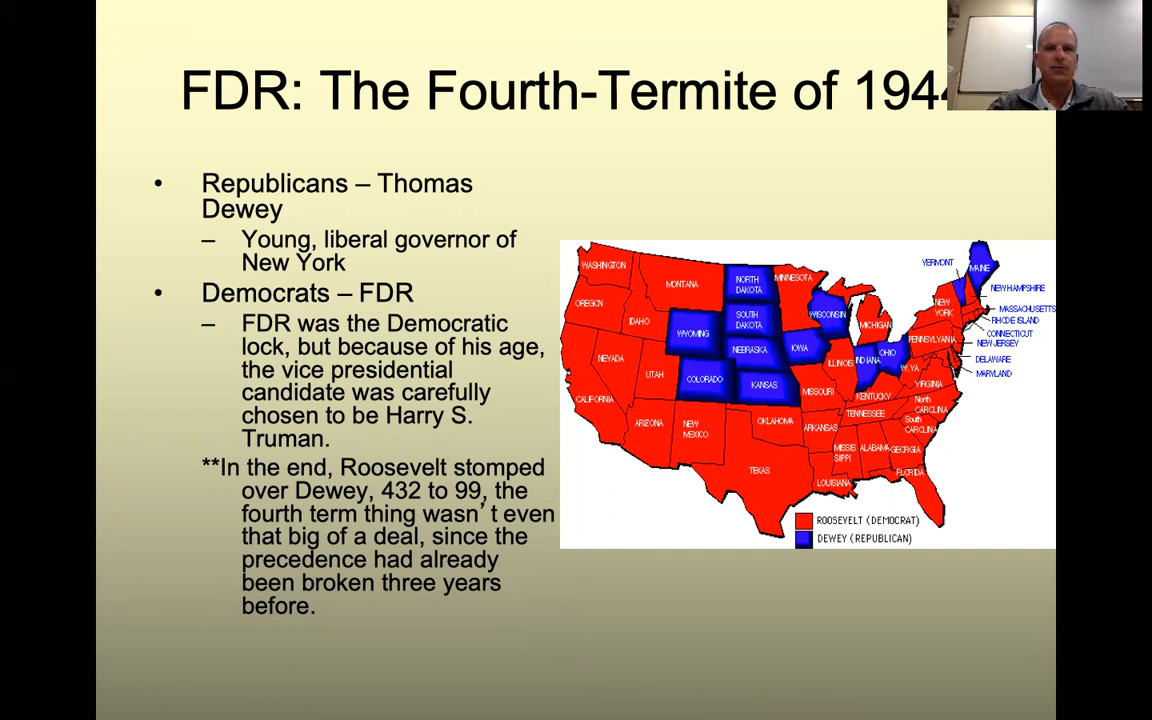 FDR: The Fourth-Termite of 194
• Republicans – Thomas
Dewey
– Young, liberal governor of
New York
• Democrats – FDR
– FDR was the Democratic
lock, but because of his age,
the vice presidential
candidate was carefully
chosen to be Harry S.
Truman.
**In the end, Roosevelt stomped
over Dewey, 432 to 99, the
fourth term thing wasn't even
that big of a deal, since the
precedence had already
been broken three years
before.
WASHINGTON
OREGON
CALIFORNIA
NEVADA
IDAHO
MONTANA
WYOMING
UTAH
COLORADO
ARIZONA
NEW
MEXICO
NORTH
DAKOTA
SOUTH
DAKOTA
NEBRASKA
KANSAS
OKLAHOMA
TEXAS
MINNESOTA
IOWA
MISSOURI
ARKANSAS
LOUISIANA
WISCONSIN
ILLINOIS
MICHIGAN
INDIANA
OHIO
KENTUCKY
TENNESSEE
MISSIS
SIPPI
ALABAMA
GEORGIA
FLORIDA
South
CAROLINA
North
CAROLINA
VIRGINIA
W. VA
PENNSYLVANIA
NEW
YORK
VERMONT
MAINE
NEW HAMPSHIRE
MASSACHUSETTS
RHODE ISLAND
CONNECTICUT
NEW JERSEY
DELAWARE
MARYLAND
ROOSEVELT (DEMOCRAT)
DEWEY (REPUBLICAN)